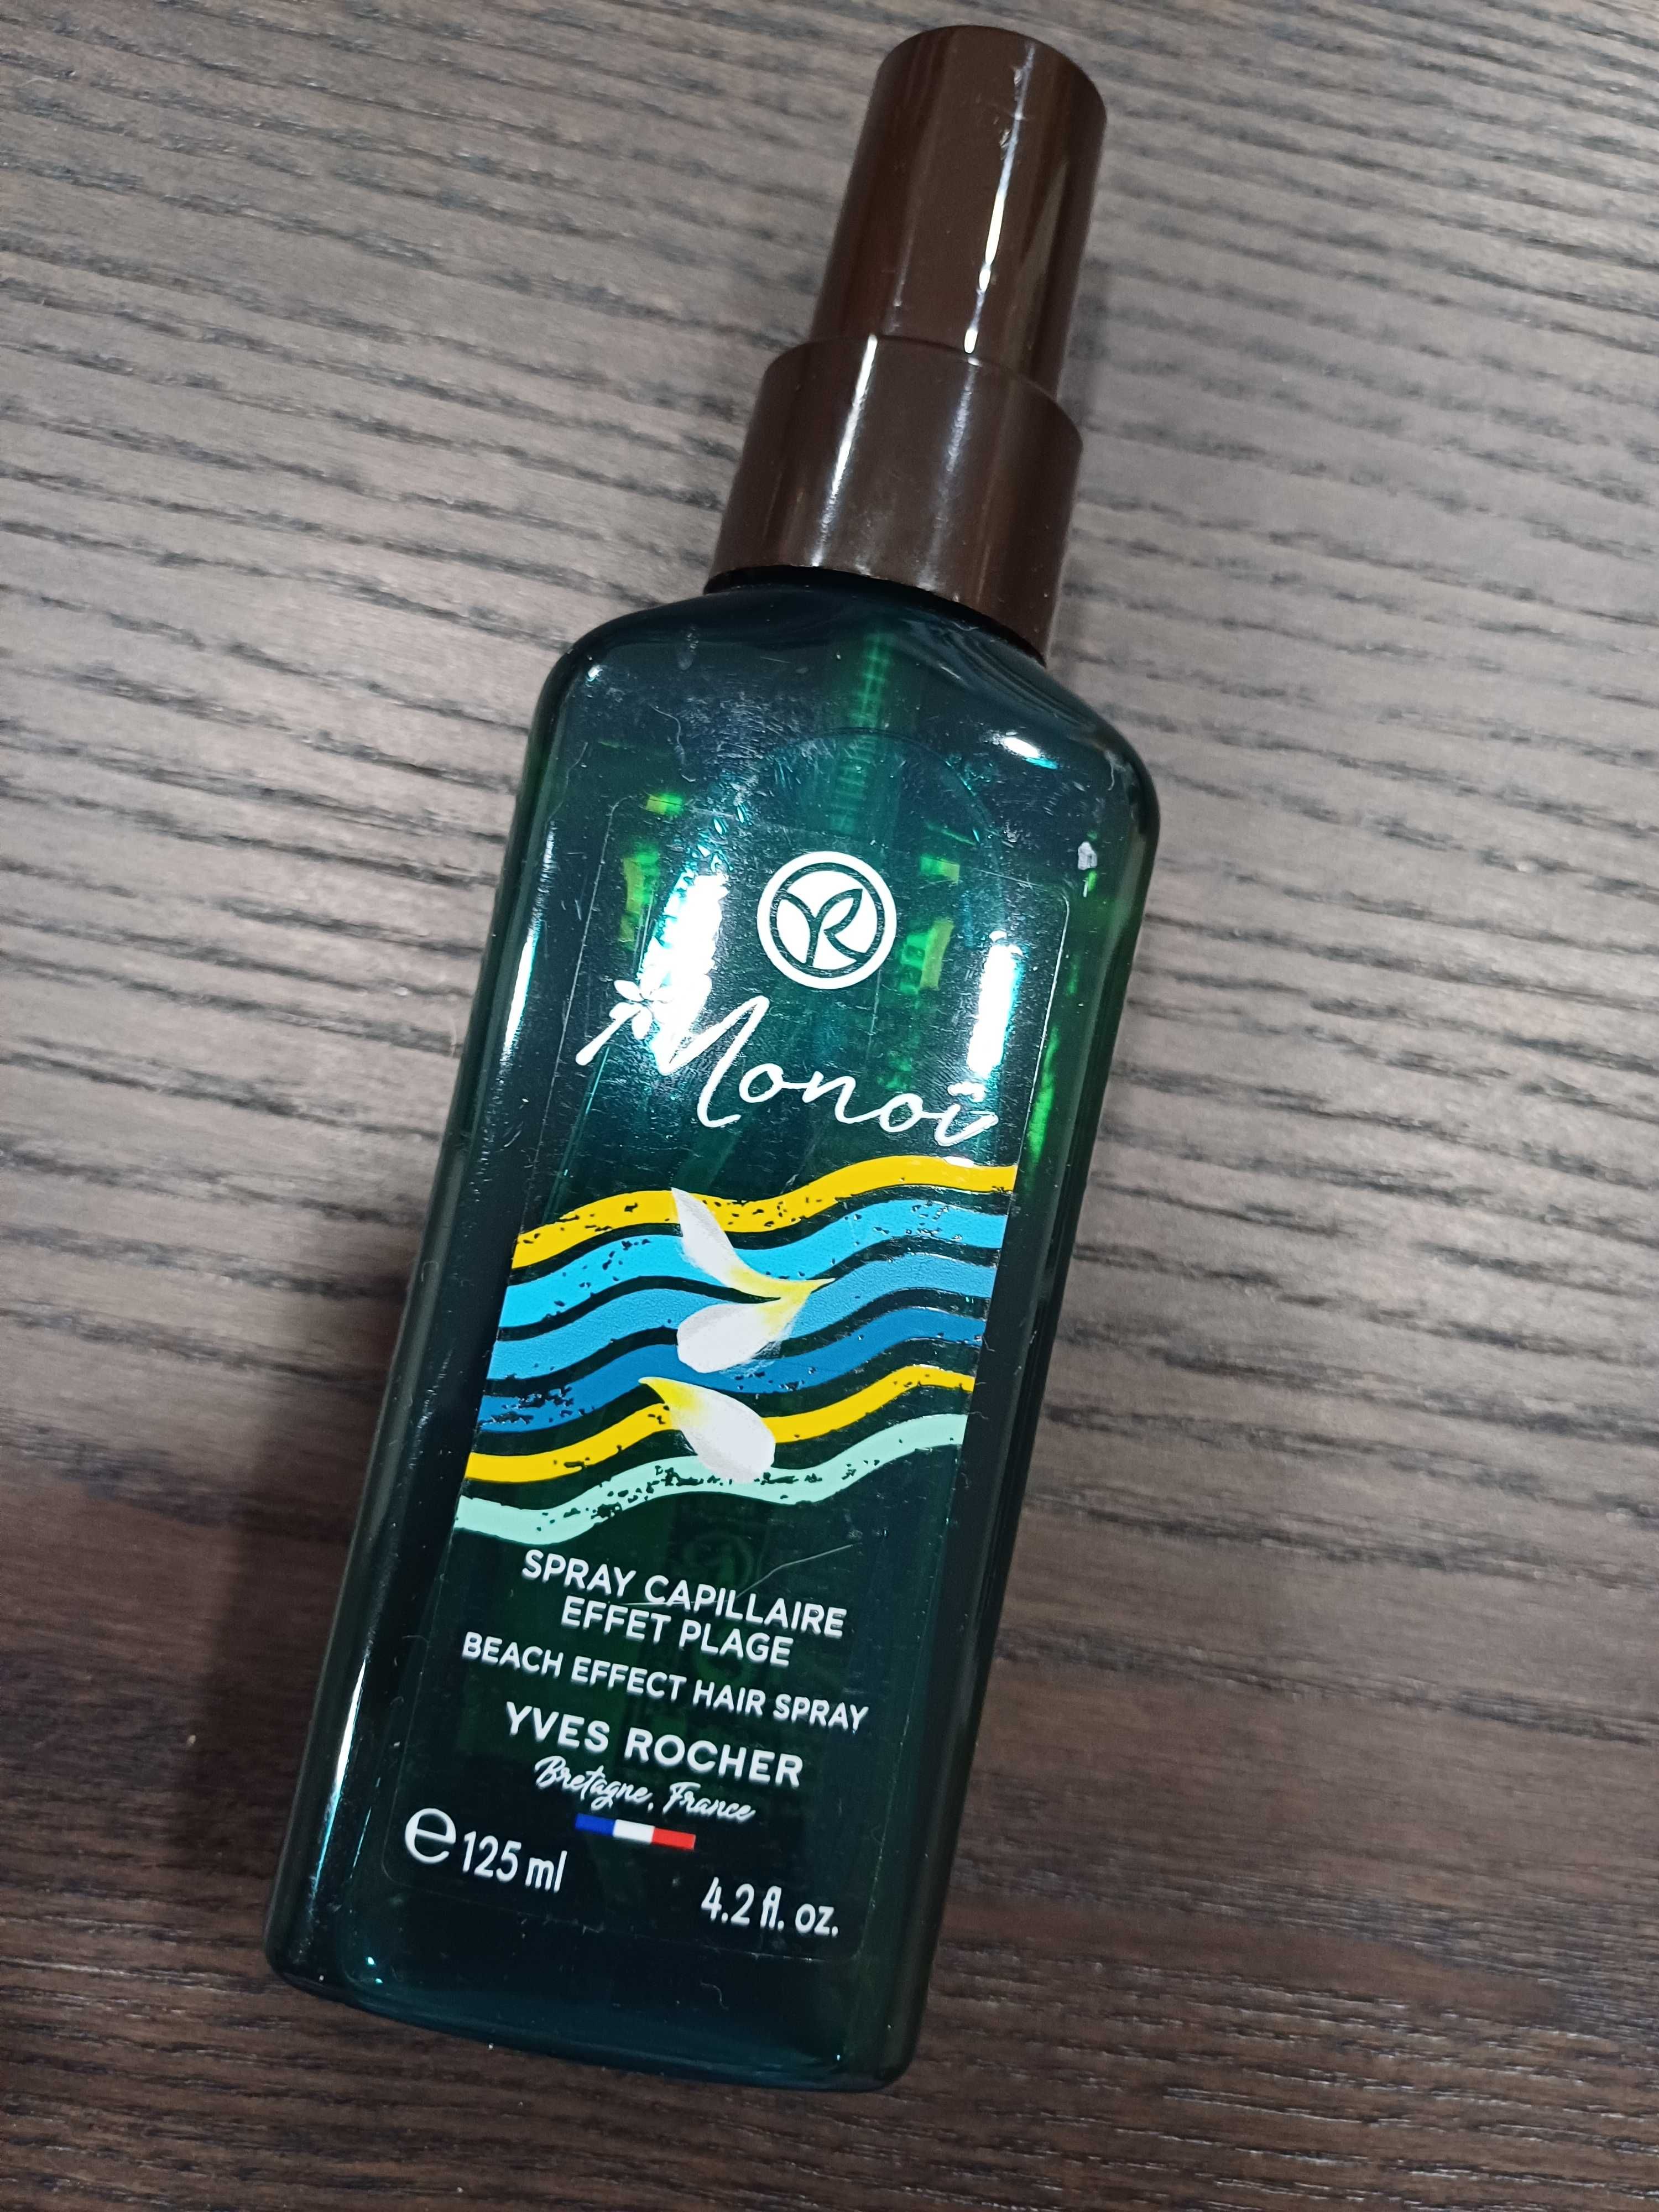 YR
Monoï
SPRAY CAPILLAIRE
EFFET PLAGE
BEACH EFFECT HAIR SPRAY
YVES ROCHER
Bretagne, France
e 125 ml 4.2 fl. oz.